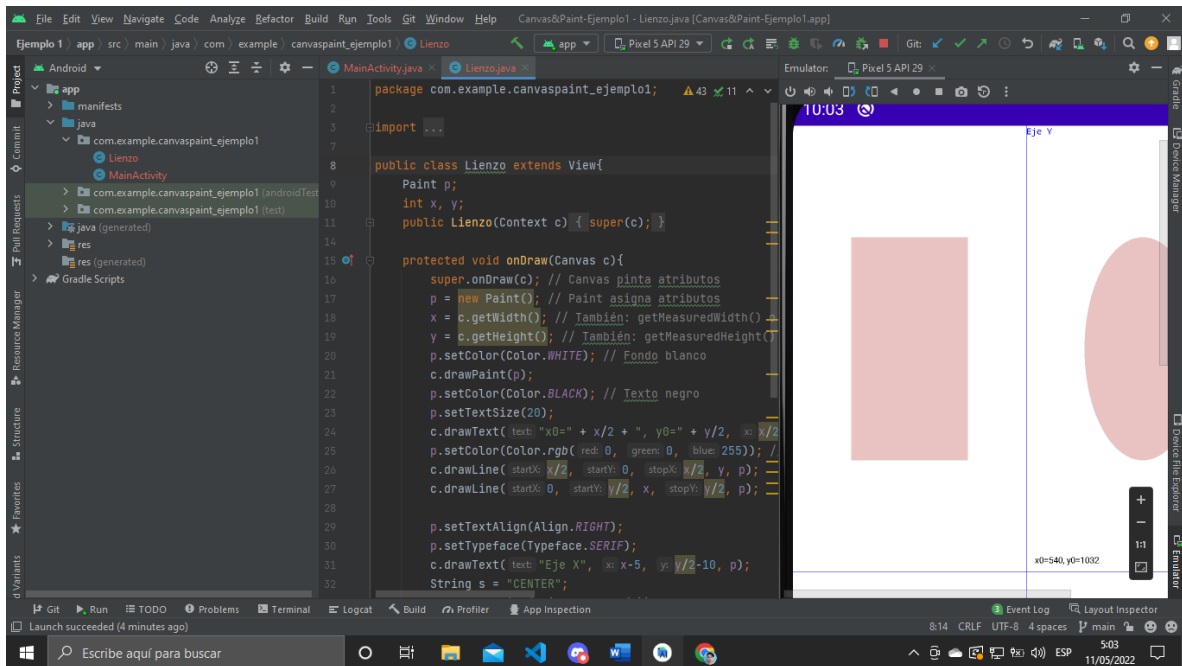 File Edit View Navigate Code Analyze Refactor Build Run Tools Git Window Help Canvas&Paint-Ejemplo1 - Lienzo.java [Canvas&Paint-Ejemplo1.app]
Ejemplo 1 app src main java com example canvaspaint_ejemplo1 Lienzo app Pixel 5 API 29 Git:
Android
MainActivity.java Lienzo.java
Emulator: Pixel 5 API 29
app
manifests
java
com.example.canvaspaint_ejemplo1
Lienzo
MainActivity
com.example.canvaspaint_ejemplo1 (androidTest
com.example.canvaspaint_ejemplo1 (test)
java (generated)
res
res (generated)
Gradle Scripts
43 11
1 package com.example.canvaspaint_ejemplo1;
2
3 import ...
7
8 public class Lienzo extends View{
9 Paint p;
10 int x, y;
11 public Lienzo(Context c) { super(c); }
14
15 protected void onDraw(Canvas c){
16 super.onDraw(c); // Canvas pinta atributos
17 p = new Paint(); // Paint asigna atributos
18 x = c.getWidth(); // También: getMeasuredWidth()
19 y = c.getHeight(); // También: getMeasuredHeight()
20 p.setColor(Color.WHITE); // Fondo blanco
21 c.drawPaint(p);
22 p.setColor(Color.BLACK); // Texto negro
23 p.setTextSize(20);
24 c.drawText( text: "x0=" + x/2 + ", y0=" + y/2, x: x/2
25 p.setColor(Color.rgb( red: 0, green: 0, blue: 255)); /
26 c.drawLine( startX: x/2, startY: 0, stopX: x/2, y, p);
27 c.drawLine( startX: 0, startY: y/2, x, stopY: y/2, p);
28
29 p.setTextAlign(Align.RIGHT);
30 p.setTypeface(Typeface.SERIF);
31 c.drawText( text: "Eje X", x: x-5, y: y/2-10, p);
32 String s = "CENTER";
10:03
Eje Y
x0=540, y0=1032
1:1
Project
Commit
Pull Requests
Resource Manager
Structure
Favorites
d Variants
Gradle
Device Manager
Device File Explorer
Emulator
Git Run TODO Problems Terminal Logcat Build Profiler App Inspection 3 Event Log Layout Inspector
Launch succeeded (4 minutes ago) 8:14 CRLF UTF-8 4 spaces main
Escribe aquí para buscar
ESP
5:03
11/05/2022